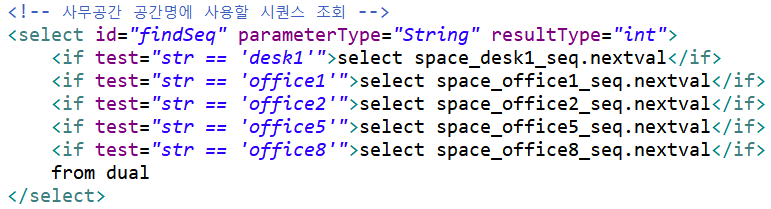 <!-- 사무공간 공간명에 사용할 시퀀스 조회 -->
<select id="findSeq" parameterType="String" resultType="int">
    <if test="str == 'desk1'">select space_desk1_seq.nextval</if>
    <if test="str == 'office1'">select space_office1_seq.nextval</if>
    <if test="str == 'office2'">select space_office2_seq.nextval</if>
    <if test="str == 'office5'">select space_office5_seq.nextval</if>
    <if test="str == 'office8'">select space_office8_seq.nextval</if>
    from dual
</select>